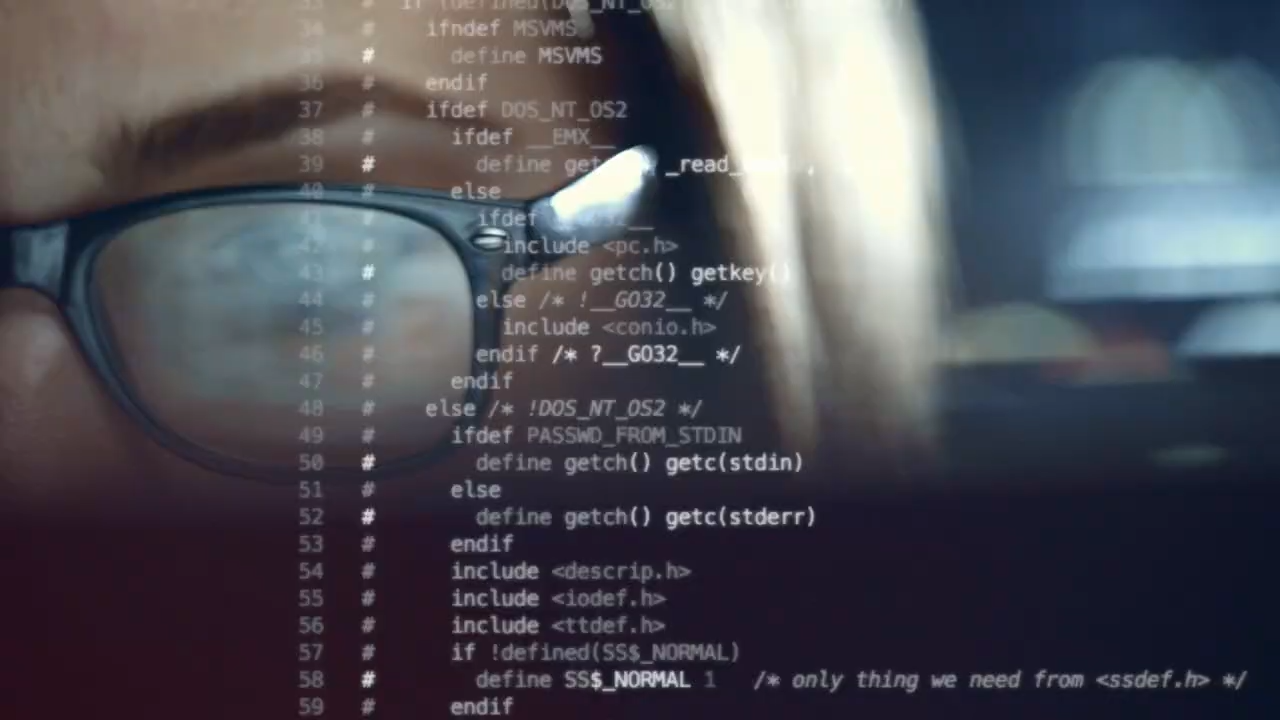 33 # if (defined(DOS_NT_OS2
34 # ifndef MSVMS
35 # define MSVMS
36 # endif
37 # ifdef DOS_NT_OS2
38 # ifdef __EMX__
39 # define _read_
40 # else
41 # ifdef
42 # include <pc.h>
43 # define getch() getkey()
44 # else /* !__GO32__ */
45 # include <conio.h>
46 # endif /* ?__GO32__ */
47 # endif
48 # else /* !DOS_NT_OS2 */
49 # ifdef PASSWD_FROM_STDIN
50 # define getch() getc(stdin)
51 # else
52 # define getch() getc(stderr)
53 # endif
54 # include <descrip.h>
55 # include <iodef.h>
56 # include <ttdef.h>
57 # if !defined(SS$_NORMAL)
58 # define SS$_NORMAL 1 /* only thing we need from <ssdef.h> */
59 # endif